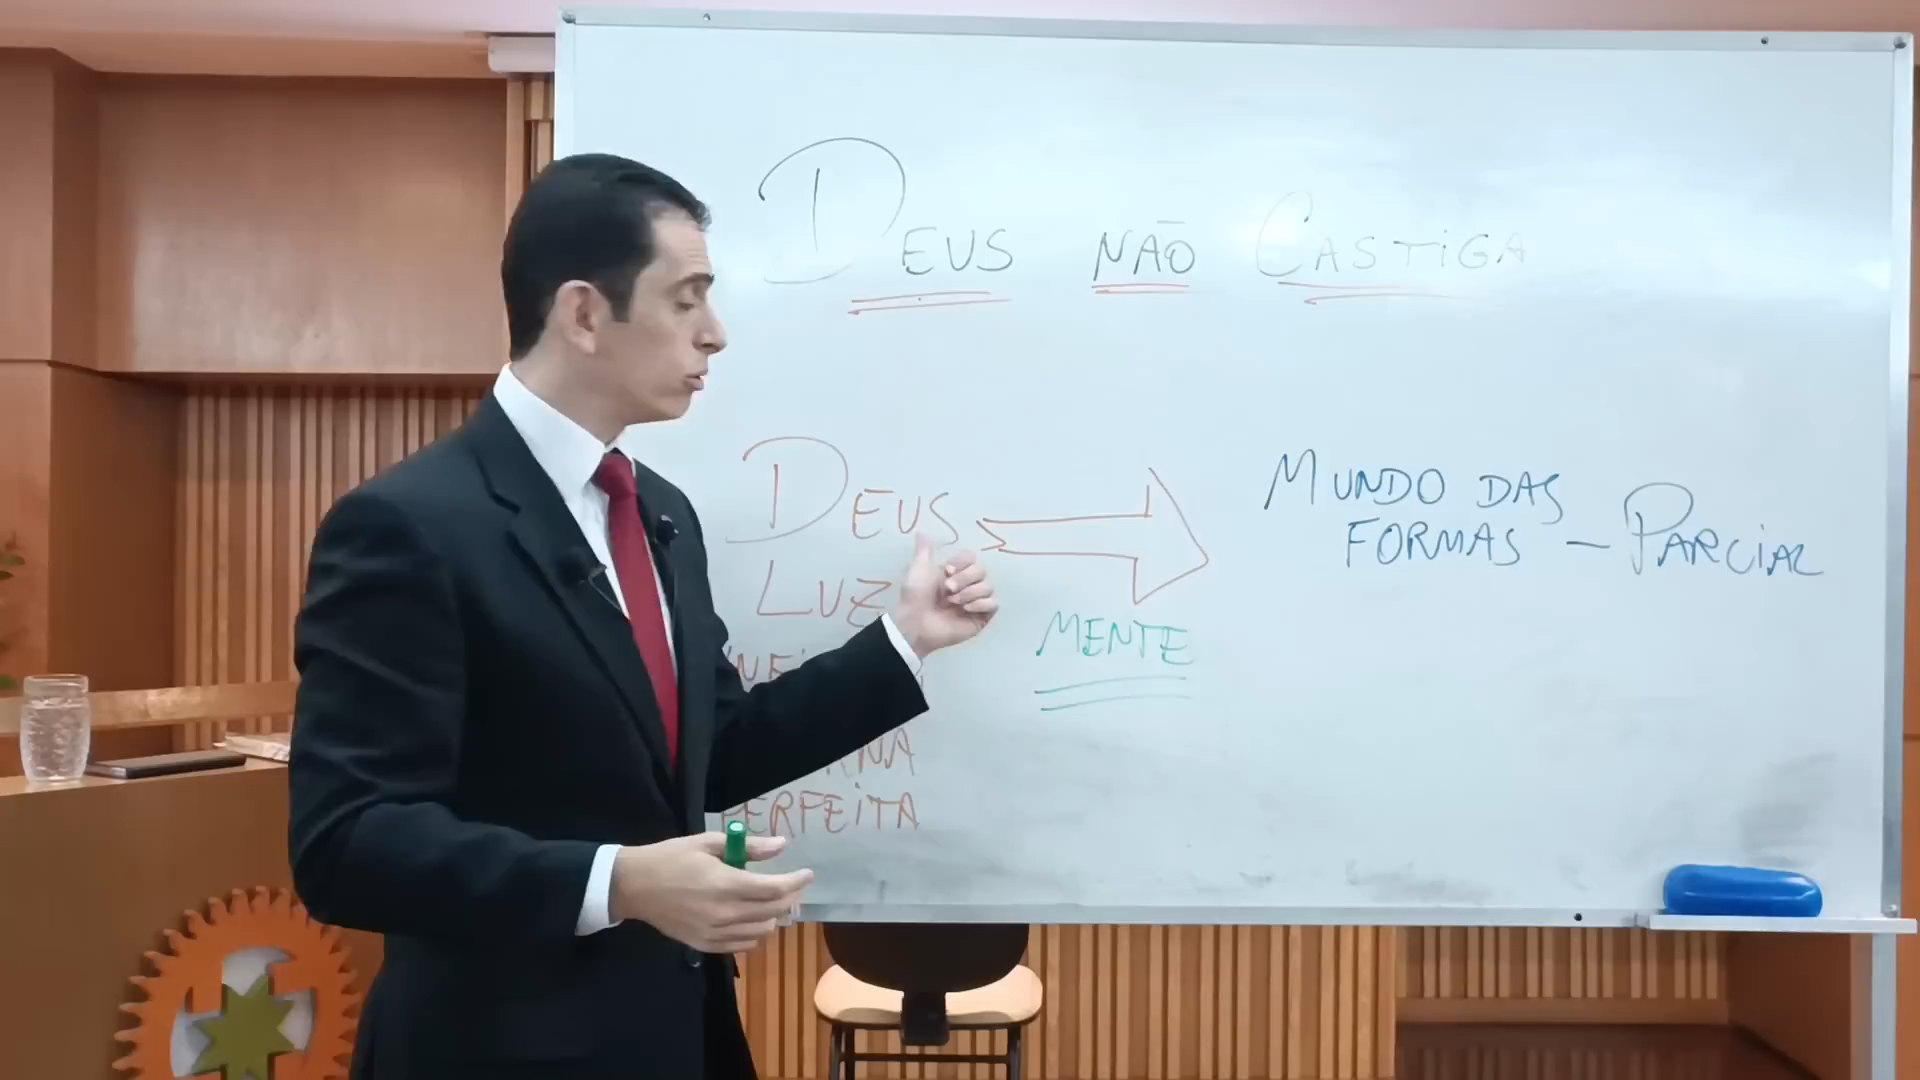 DEUS NÃO CASTIGA
DEUS
MUNDO DAS
FORMAS - PARCIAL
LUZ
MENTE
PERFEITA